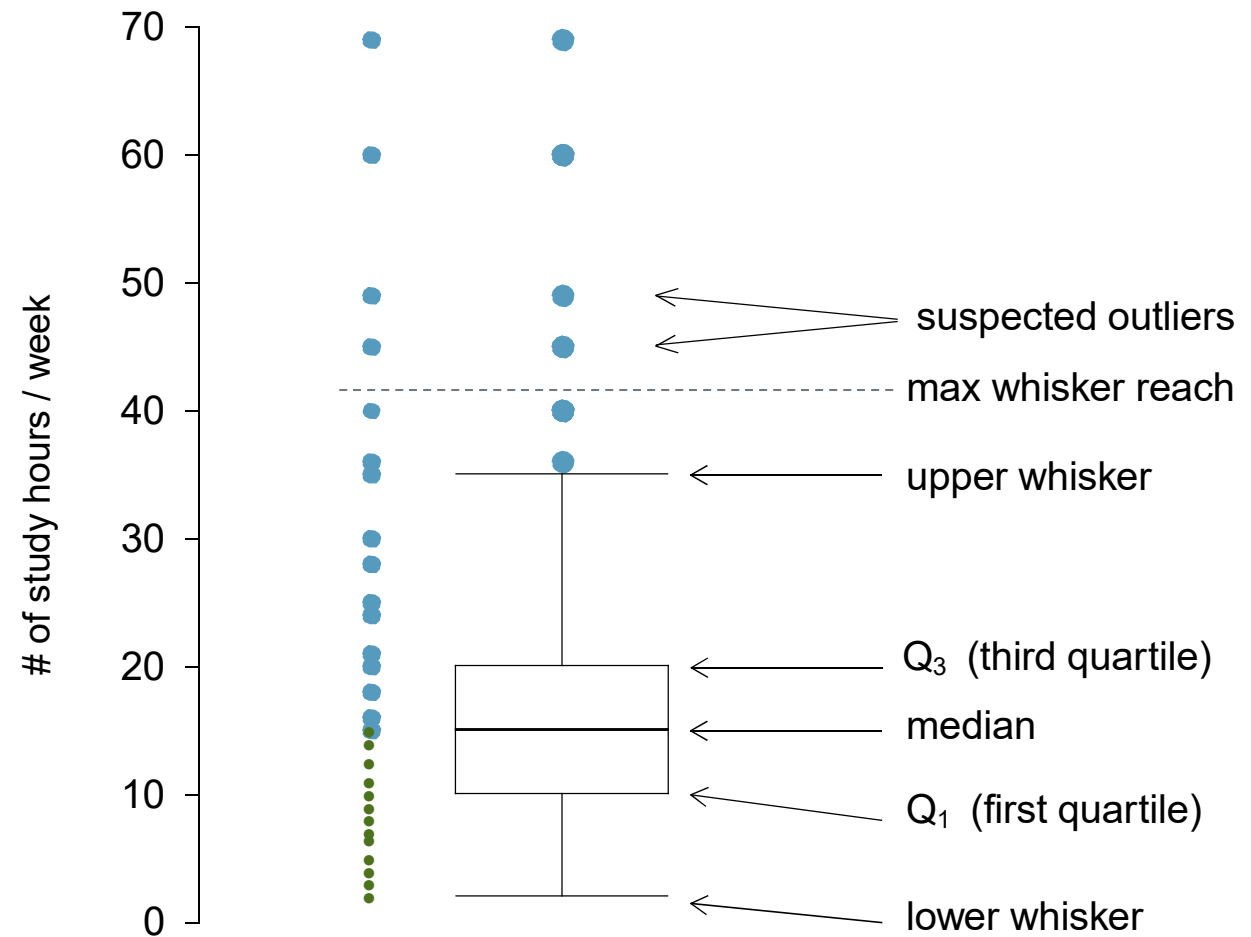 70
60
50
40
30
20
10
0
# of study hours / week
suspected outliers
max whisker reach
upper whisker
Q₃ (third quartile)
median
Q₁ (first quartile)
lower whisker